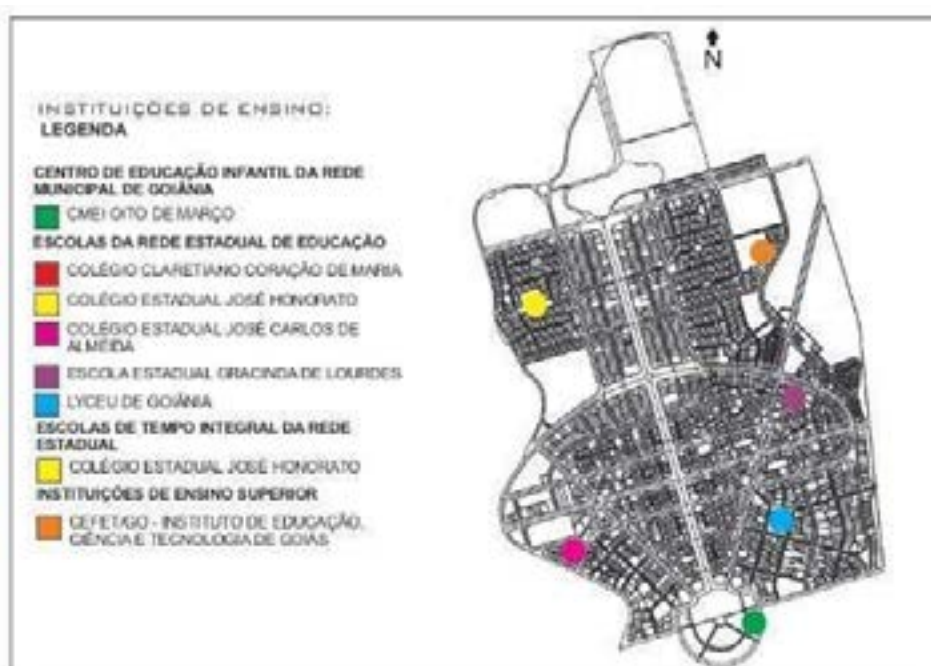 N
INSTITUIÇÕES DE ENSINO:
LEGENDA
CENTRO DE EDUCAÇÃO INFANTIL DA REDE
MUNICIPAL DE GOIÂNIA
CMEI OITO DE MARÇO
ESCOLAS DA REDE ESTADUAL DE EDUCAÇÃO
COLÉGIO CLARETIANO CORAÇÃO DE MARIA
COLÉGIO ESTADUAL JOSÉ HONORATO
COLÉGIO ESTADUAL JOSÉ CARLOS DE
ALMEIDA
ESCOLA ESTADUAL GRACINDA DE LOURDES
LYCEU DE GOIÂNIA
ESCOLAS DE TEMPO INTEGRAL DA REDE
ESTADUAL
COLÉGIO ESTADUAL JOSÉ HONORATO
INSTITUIÇÕES DE ENSINO SUPERIOR
CEFET/GO - INSTITUTO DE EDUCAÇÃO,
CIÊNCIA E TECNOLOGIA DE GOIÁS